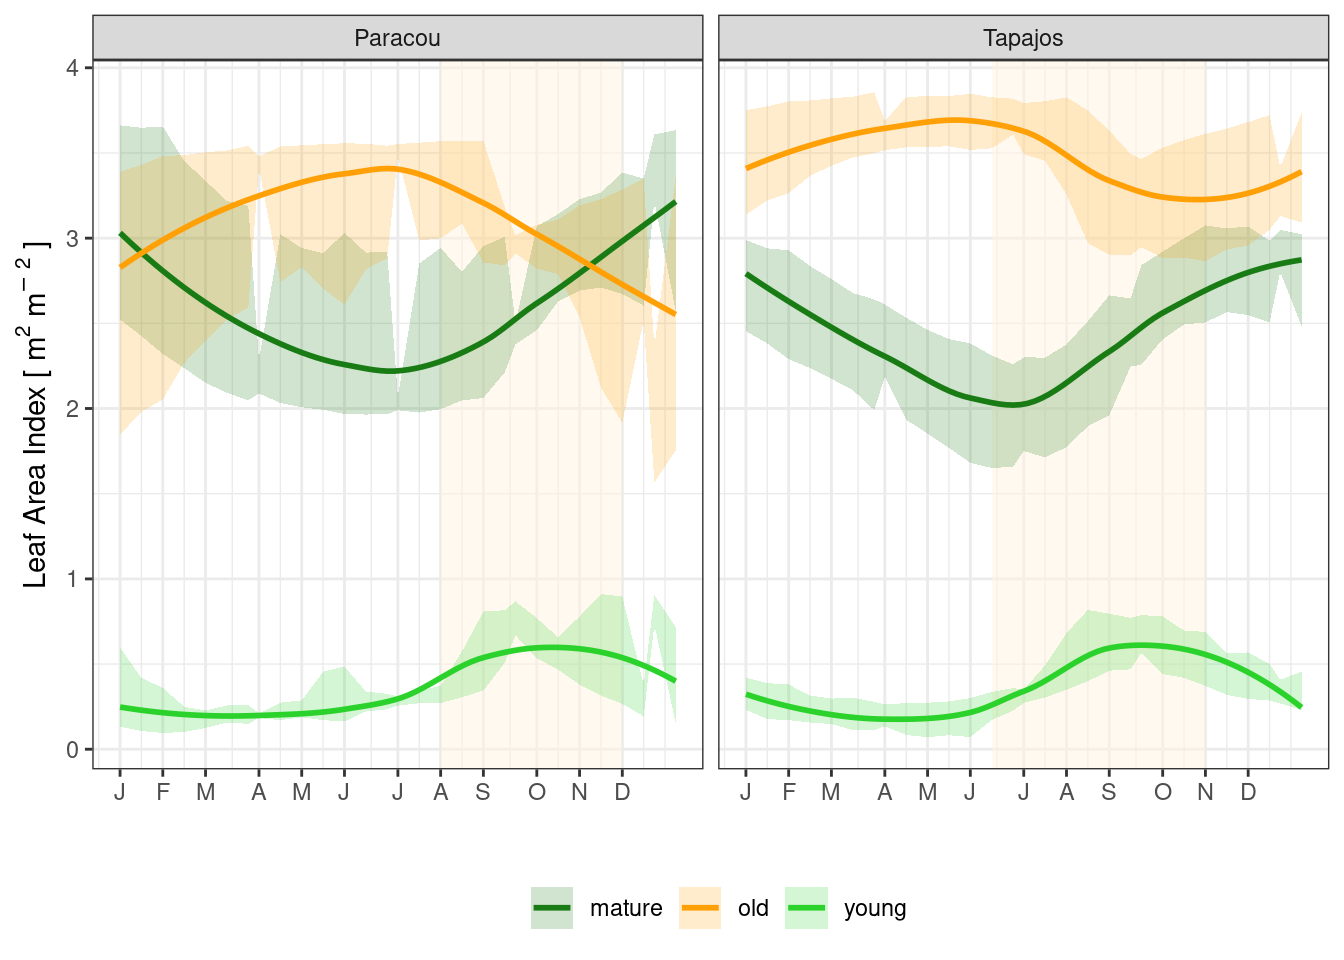 Paracou
Tapajos
Leaf Area Index [ m² m⁻² ]
4
3
2
1
0
J F M A M J J A S O N D
J F M A M J J A S O N D
mature old young